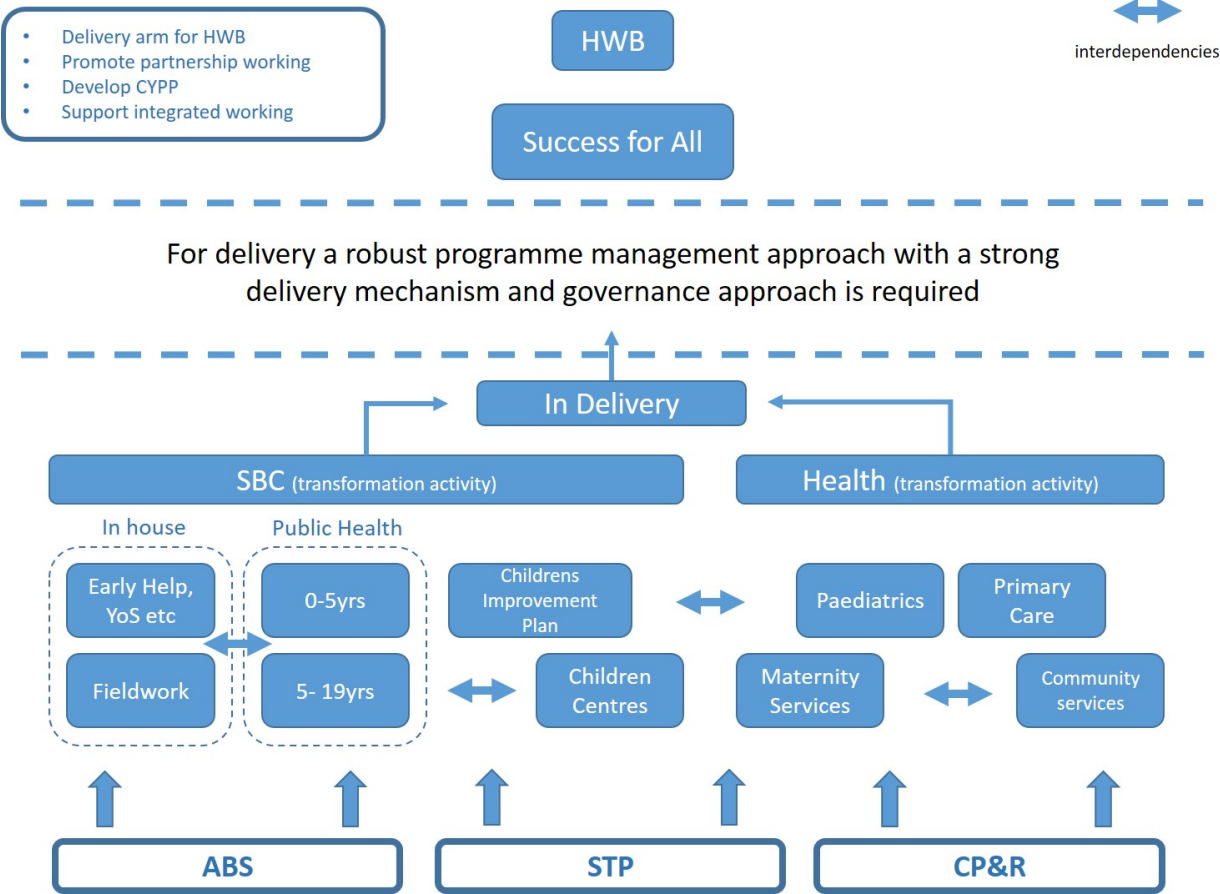 • Delivery arm for HWB
• Promote partnership working
• Develop CYPP
• Support integrated working
HWB
interdependencies
Success for All
For delivery a robust programme management approach with a strong
delivery mechanism and governance approach is required
In Delivery
SBC (transformation activity)
Health (transformation activity)
In house
Public Health
Early Help,
YoS etc
0-5yrs
Childrens
Improvement
Plan
Paediatrics
Primary
Care
Fieldwork
5- 19yrs
Children
Centres
Maternity
Services
Community
services
ABS
STP
CP&R